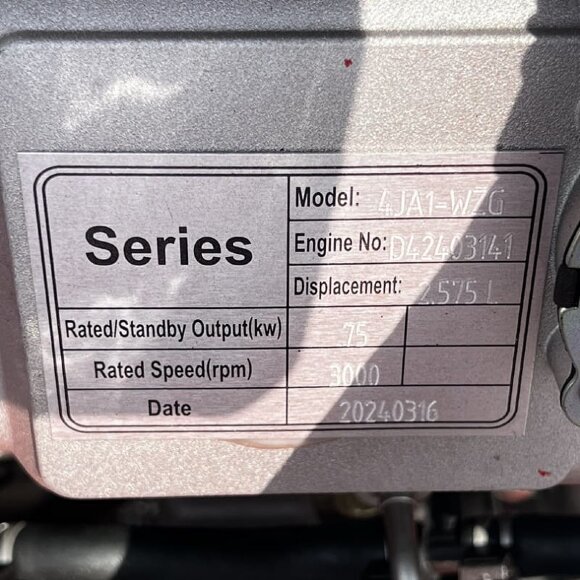 Series
Model: 4JA1-WZG
Engine No: D42403141
Displacement: 2.575 L
Rated/Standby Output(kw) 75
Rated Speed(rpm) 3000
Date 20240316